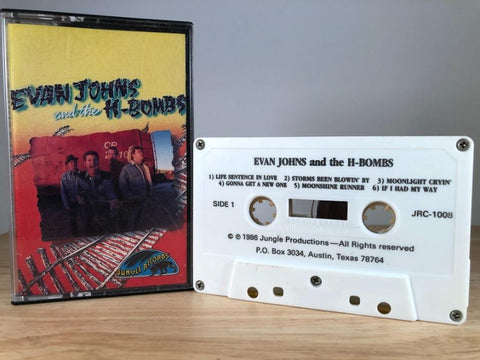 EVAN JOHNS
and the
H-BOMBS
JUNGLE RECORDS
EVAN JOHNS and the H-BOMBS
1) LIFE SENTENCE IN LOVE 2) STORMS BEEN BLOWIN' BY 3) MOONLIGHT CRYIN'
4) GONNA GET A NEW ONE 5) MOONSHINE RUNNER 6) IF I HAD MY WAY
SIDE 1
JRC-1008
© ℗ 1986 Jungle Productions—All Rights reserved
P.O. Box 3034, Austin, Texas 78764